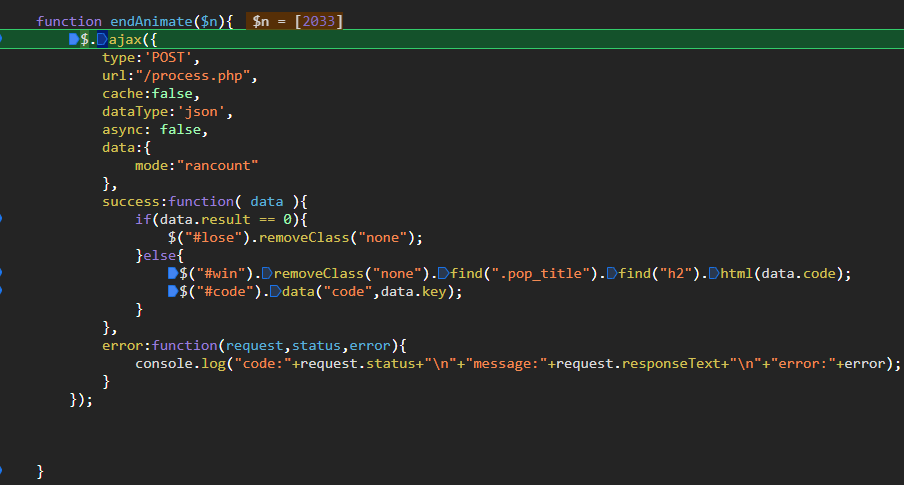 function endAnimate($n){ $n = [2033]
$.ajax({
type:'POST',
url:"/process.php",
cache:false,
dataType:'json',
async: false,
data:{
mode:"rancount"
},
success:function( data ){
if(data.result == 0){
$("#lose").removeClass("none");
}else{
$("#win").removeClass("none").find(".pop_title").find("h2").html(data.code);
$("#code").data("code",data.key);
}
},
error:function(request,status,error){
console.log("code:"+request.status+"\n"+"message:"+request.responseText+"\n"+"error:"+error);
}
});
}